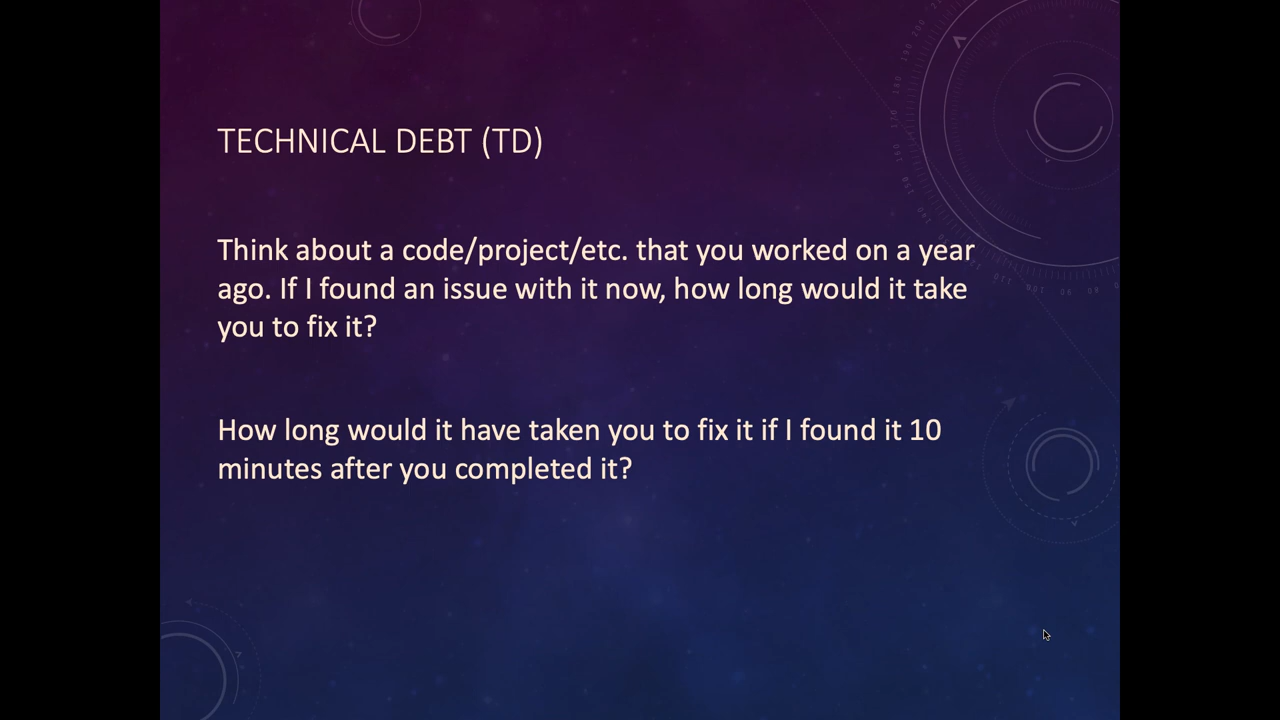 TECHNICAL DEBT (TD)
Think about a code/project/etc. that you worked on a year
ago. If I found an issue with it now, how long would it take
you to fix it?
How long would it have taken you to fix it if I found it 10
minutes after you completed it?